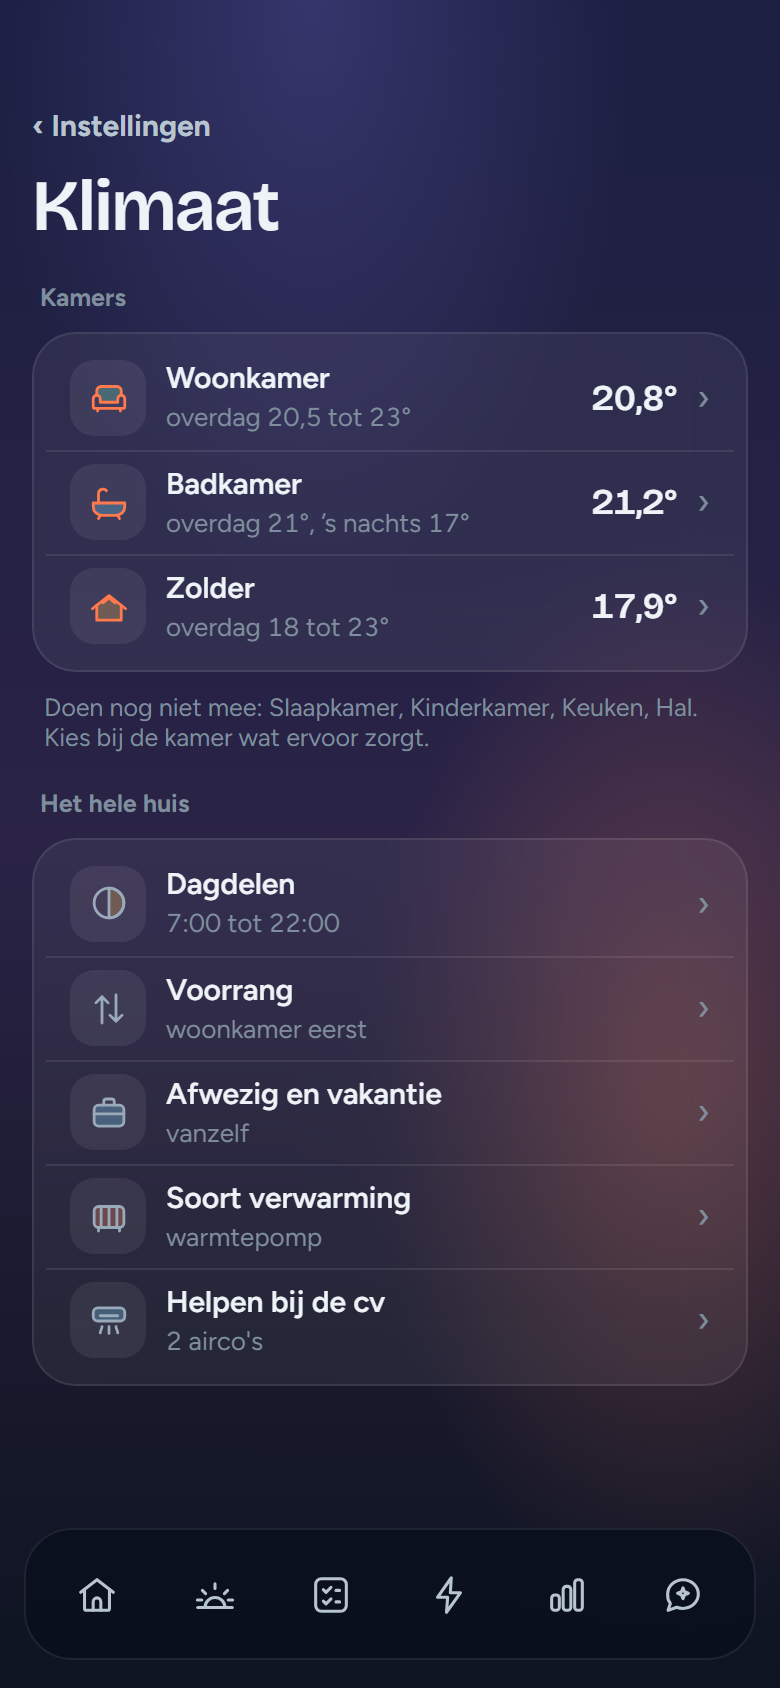 ‹ Instellingen
Klimaat
Kamers
Woonkamer
overdag 20,5 tot 23°
20,8°
Badkamer
overdag 21°, ’s nachts 17°
21,2°
Zolder
overdag 18 tot 23°
17,9°
Doen nog niet mee: Slaapkamer, Kinderkamer, Keuken, Hal.
Kies bij de kamer wat ervoor zorgt.
Het hele huis
Dagdelen
7:00 tot 22:00
Voorrang
woonkamer eerst
Afwezig en vakantie
vanzelf
Soort verwarming
warmtepomp
Helpen bij de cv
2 airco's